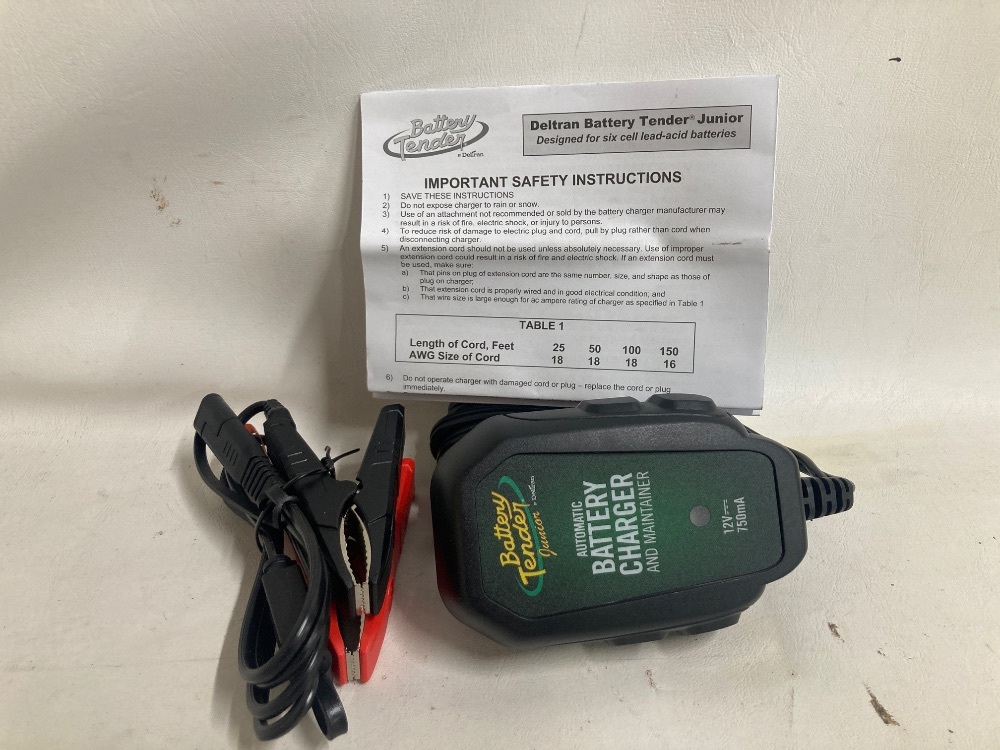 Battery
Tender
by Deltran
Deltran Battery Tender® Junior
Designed for six cell lead-acid batteries
IMPORTANT SAFETY INSTRUCTIONS
1) SAVE THESE INSTRUCTIONS
2) Do not expose charger to rain or snow.
3) Use of an attachment not recommended or sold by the battery charger manufacturer may
result in a risk of fire, electric shock, or injury to persons.
4) To reduce risk of damage to electric plug and cord, pull by plug rather than cord when
disconnecting charger.
5) An extension cord should not be used unless absolutely necessary. Use of improper
extension cord could result in a risk of fire and electric shock. If an extension cord must
be used, make sure:
a) That pins on plug of extension cord are the same number, size, and shape as those of
plug on charger;
b) That extension cord is properly wired and in good electrical condition; and
c) That wire size is large enough for ac ampere rating of charger as specified in Table 1
TABLE 1
Length of Cord, Feet 25 50 100 150
AWG Size of Cord 18 18 18 16
6) Do not operate charger with damaged cord or plug – replace the cord or plug
immediately.
Battery
Tender
Junior
by Deltran
AUTOMATIC
BATTERY
CHARGER
AND MAINTAINER
12V
750mA